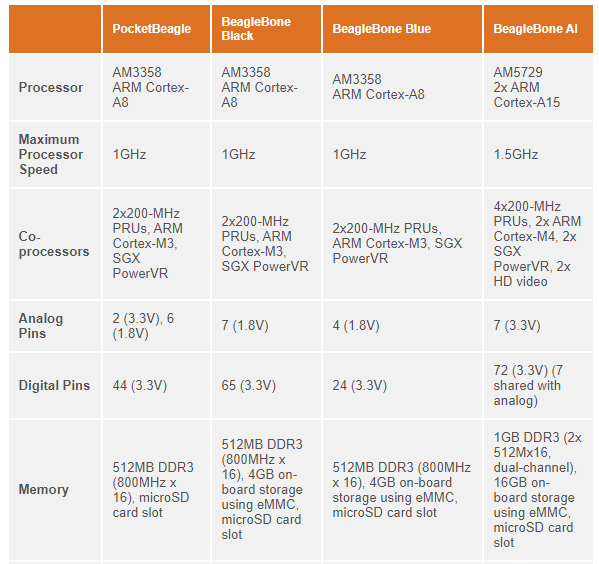 PocketBeagle
BeagleBone
Black
BeagleBone Blue
BeagleBone AI
Processor
AM3358
ARM Cortex-
A8
AM3358
ARM Cortex-
A8
AM3358
ARM Cortex-A8
AM5729
2x ARM
Cortex-A15
Maximum
Processor
Speed
1GHz
1GHz
1GHz
1.5GHz
Co-
processors
2x200-MHz
PRUs, ARM
Cortex-M3,
SGX
PowerVR
2x200-MHz
PRUs, ARM
Cortex-M3,
SGX PowerVR
2x200-MHz PRUs,
ARM Cortex-M3, SGX
PowerVR
4x200-MHz
PRUs, 2x ARM
Cortex-M4, 2x
SGX
PowerVR, 2x
HD video
Analog
Pins
2 (3.3V), 6
(1.8V)
7 (1.8V)
4 (1.8V)
7 (3.3V)
Digital Pins
44 (3.3V)
65 (3.3V)
24 (3.3V)
72 (3.3V) (7
shared with
analog)
Memory
512MB DDR3
(800MHz x
16), microSD
card slot
512MB DDR3
(800MHz x
16), 4GB on-
board storage
using eMMC,
microSD card
slot
512MB DDR3 (800MHz
x 16), 4GB on-board
storage using eMMC,
microSD card slot
1GB DDR3 (2x
512Mx16,
dual-channel),
16GB on-
board storage
using eMMC,
microSD card
slot